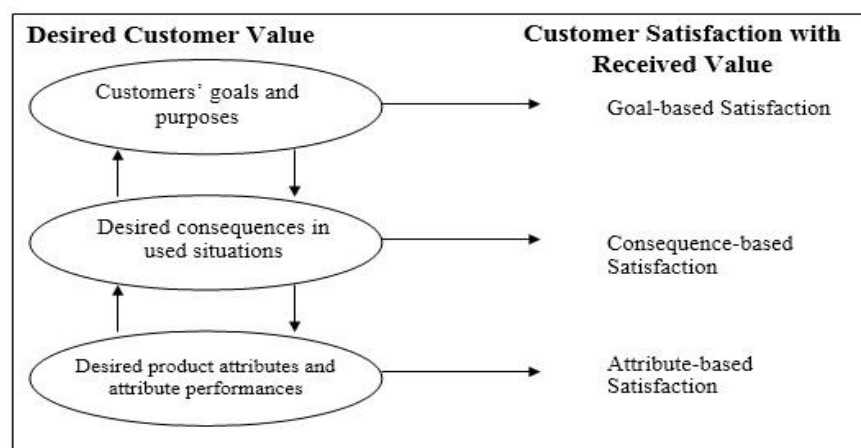 Desired Customer Value
Customer Satisfaction with
Received Value
Customers’ goals and
purposes
Goal-based Satisfaction
Desired consequences in
used situations
Consequence-based
Satisfaction
Desired product attributes and
attribute performances
Attribute-based
Satisfaction